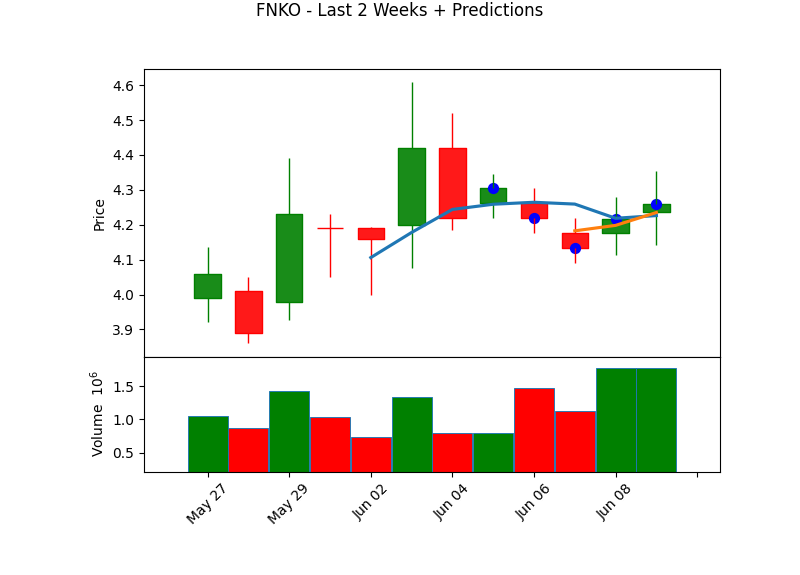 FNKO - Last 2 Weeks + Predictions
Price
4.6
4.5
4.4
4.3
4.2
4.1
4.0
3.9
Volume 10^6
1.5
1.0
0.5
May 27
May 29
Jun 02
Jun 04
Jun 06
Jun 08